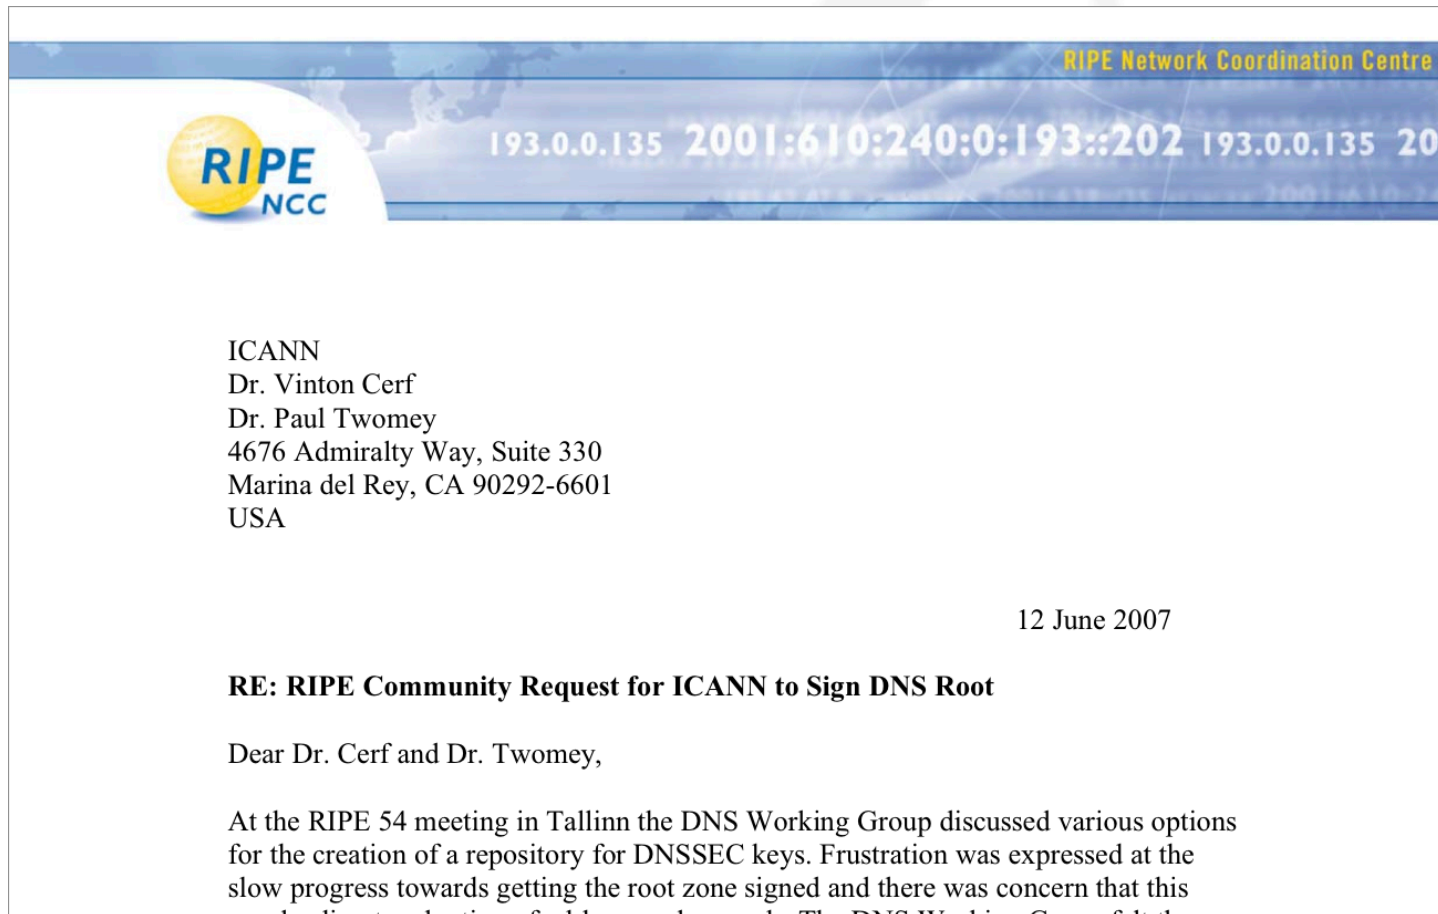 RIPE Network Coordination Centre
193.0.0.135 2001:610:240:0:193::202 193.0.0.135 20
RIPE
NCC
ICANN
Dr. Vinton Cerf
Dr. Paul Twomey
4676 Admiralty Way, Suite 330
Marina del Rey, CA 90292-6601
USA
12 June 2007
RE: RIPE Community Request for ICANN to Sign DNS Root
Dear Dr. Cerf and Dr. Twomey,
At the RIPE 54 meeting in Tallinn the DNS Working Group discussed various options
for the creation of a repository for DNSSEC keys. Frustration was expressed at the
slow progress towards getting the root zone signed and there was concern that this